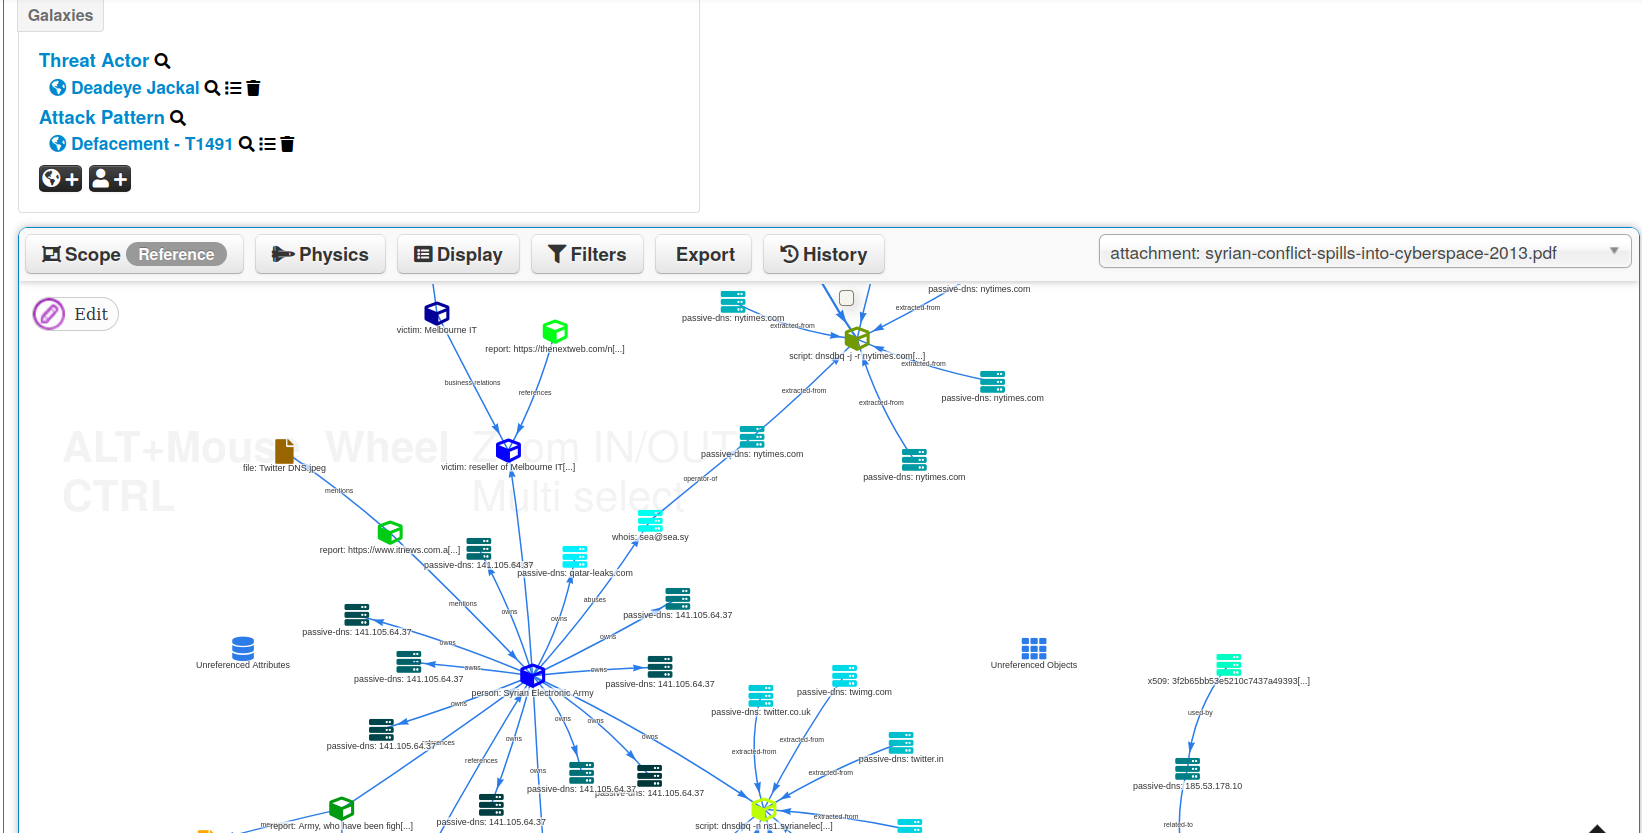 Galaxies
Threat Actor
Deadeye Jackal
Attack Pattern
Defacement - T1491
+ +
Scope Reference Physics Display Filters Export History attachment: syrian-conflict-spills-into-cyberspace-2013.pdf
Edit
ALT+Mouse Wheel Zoom IN/OUT
CTRL Multi select
passive-dns: nytimes.com
extracted-from
victim: Melbourne IT
passive-dns: nytimes.com
extracted-from
report: https://thenextweb.com/n[...]
script: dnsdbq -j -r nytimes.com[...]
extracted-from
business-relations
references
extracted-from
extracted-from
passive-dns: nytimes.com
passive-dns: nytimes.com
file: Twitter DNS.jpeg
victim: reseller of Melbourne IT[...]
operator-of
passive-dns: nytimes.com
mentions
whois: sea@sea.sy
report: https://www.itnews.com.a[...]
passive-dns: 141.105.64.37
passive-dns: qatar-leaks.com
mentions
owns
owns
abuses
passive-dns: 141.105.64.37
passive-dns: 141.105.64.37
owns
owns
Unreferenced Attributes
Unreferenced Objects
owns
owns
passive-dns: 141.105.64.37
passive-dns: 141.105.64.37
x509: 3f2b65bb53e5210c7437a49393[...]
person: Syrian Electronic Army
passive-dns: twimg.com
owns
passive-dns: twitter.co.uk
used-by
owns
owns
owns
owns
passive-dns: 141.105.64.37
references
extracted-from
extracted-from
references
passive-dns: twitter.in
owns
extracted-from
passive-dns: 141.105.64.37
passive-dns: 141.105.64.37
passive-dns: 185.53.178.10
report: Army, who have been figh[...]
passive-dns: 141.105.64.37
script: dnsdbq -n ns1.syrianelec[...]
extracted-from
related-to